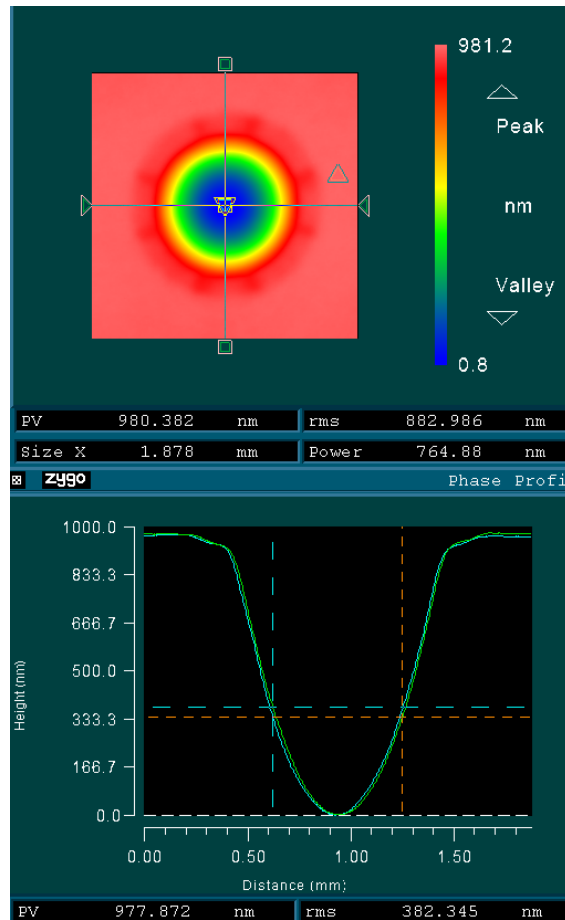 981.2
Peak
nm
Valley
0.8
PV 980.382 nm rms 882.986 nm
Size X 1.878 mm Power 764.88 nm
zygo Phase Profi
1000.0
833.3
666.7
500.0
333.3
166.7
0.0
Height (nm)
0.00 0.50 1.00 1.50
Distance (mm)
PV 977.872 nm rms 382.345 nm